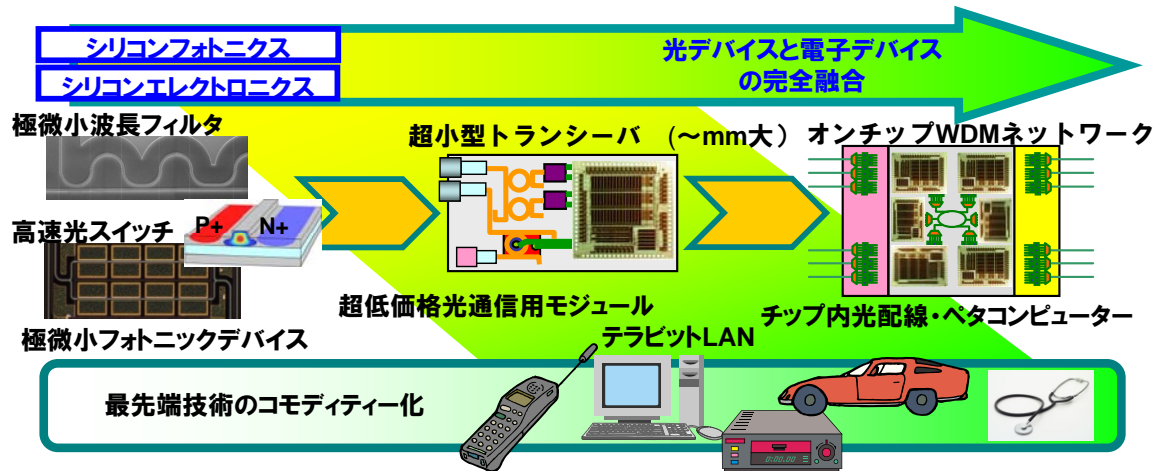 シリコンフォトニクス
シリコンエレクトロニクス
光デバイスと電子デバイス
の完全融合
極微小波長フィルタ
超小型トランシーバ (～mm大)
オンチップWDMネットワーク
高速光スイッチ
P+ N+
極微小フォトニックデバイス
超低価格光通信用モジュール
チップ内光配線・ペタコンピューター
テラビットLAN
最先端技術のコモディティー化
0:00.00